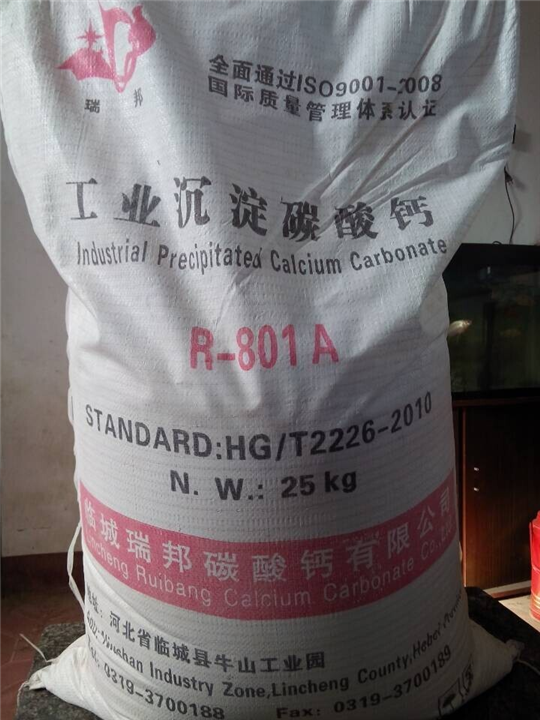 瑞邦
全面通过ISO9001-2008
国际质量管理体系认证
工业沉淀碳酸钙
Industrial Precipitated Calcium Carbonate
R-801A
STANDARD:HG/T2226-2010
N. W.: 25kg
临城瑞邦碳酸钙有限公司
Lincheng Ruibang Calcium Carbonate Co.,Ltd
地址: 河北省临城县牛山工业园
Industry Zone,Lincheng County,Hebei
0319-3700188 Fax: 0319-3700189